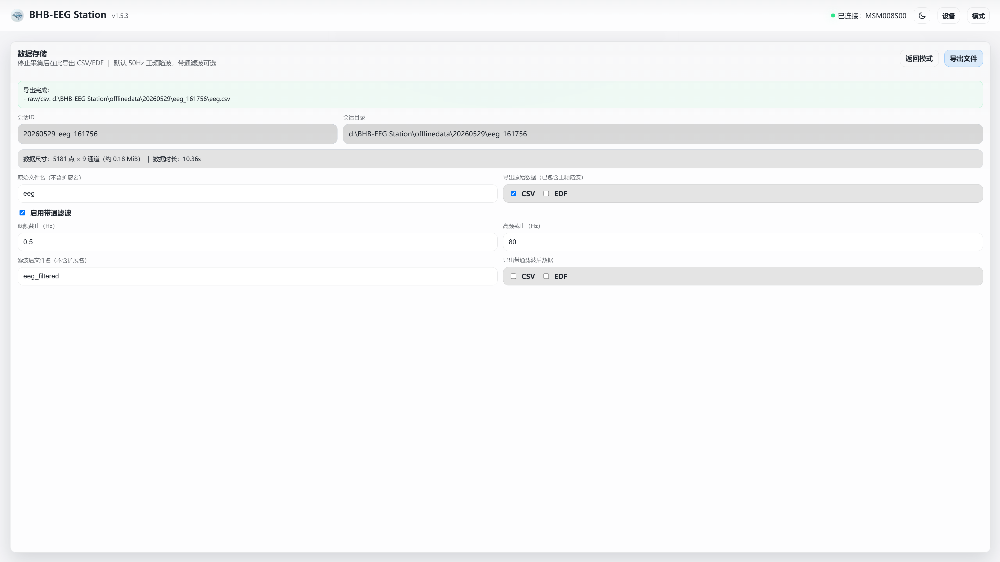 BHB-EEG Station v1.5.3
已连接：MSM008S00
设备
模式
数据存储
停止采集后在此导出 CSV/EDF ｜ 默认 50Hz 工频陷波，带通滤波可选
返回模式
导出文件
导出完成：
- raw/csv: d:\BHB-EEG Station\offlinedata\20260529\eeg_161756\eeg.csv
会话ID
会话目录
20260529_eeg_161756
d:\BHB-EEG Station\offlinedata\20260529\eeg_161756
数据尺寸：5181 点 × 9 通道（约 0.18 MiB） ｜ 数据时长：10.36s
原始文件名（不含扩展名）
导出原始数据（已包含工频陷波）
eeg
CSV EDF
启用带通滤波
低频截止（Hz）
高频截止（Hz）
0.5
80
滤波后文件名（不含扩展名）
导出带通滤波后数据
eeg_filtered
CSV EDF